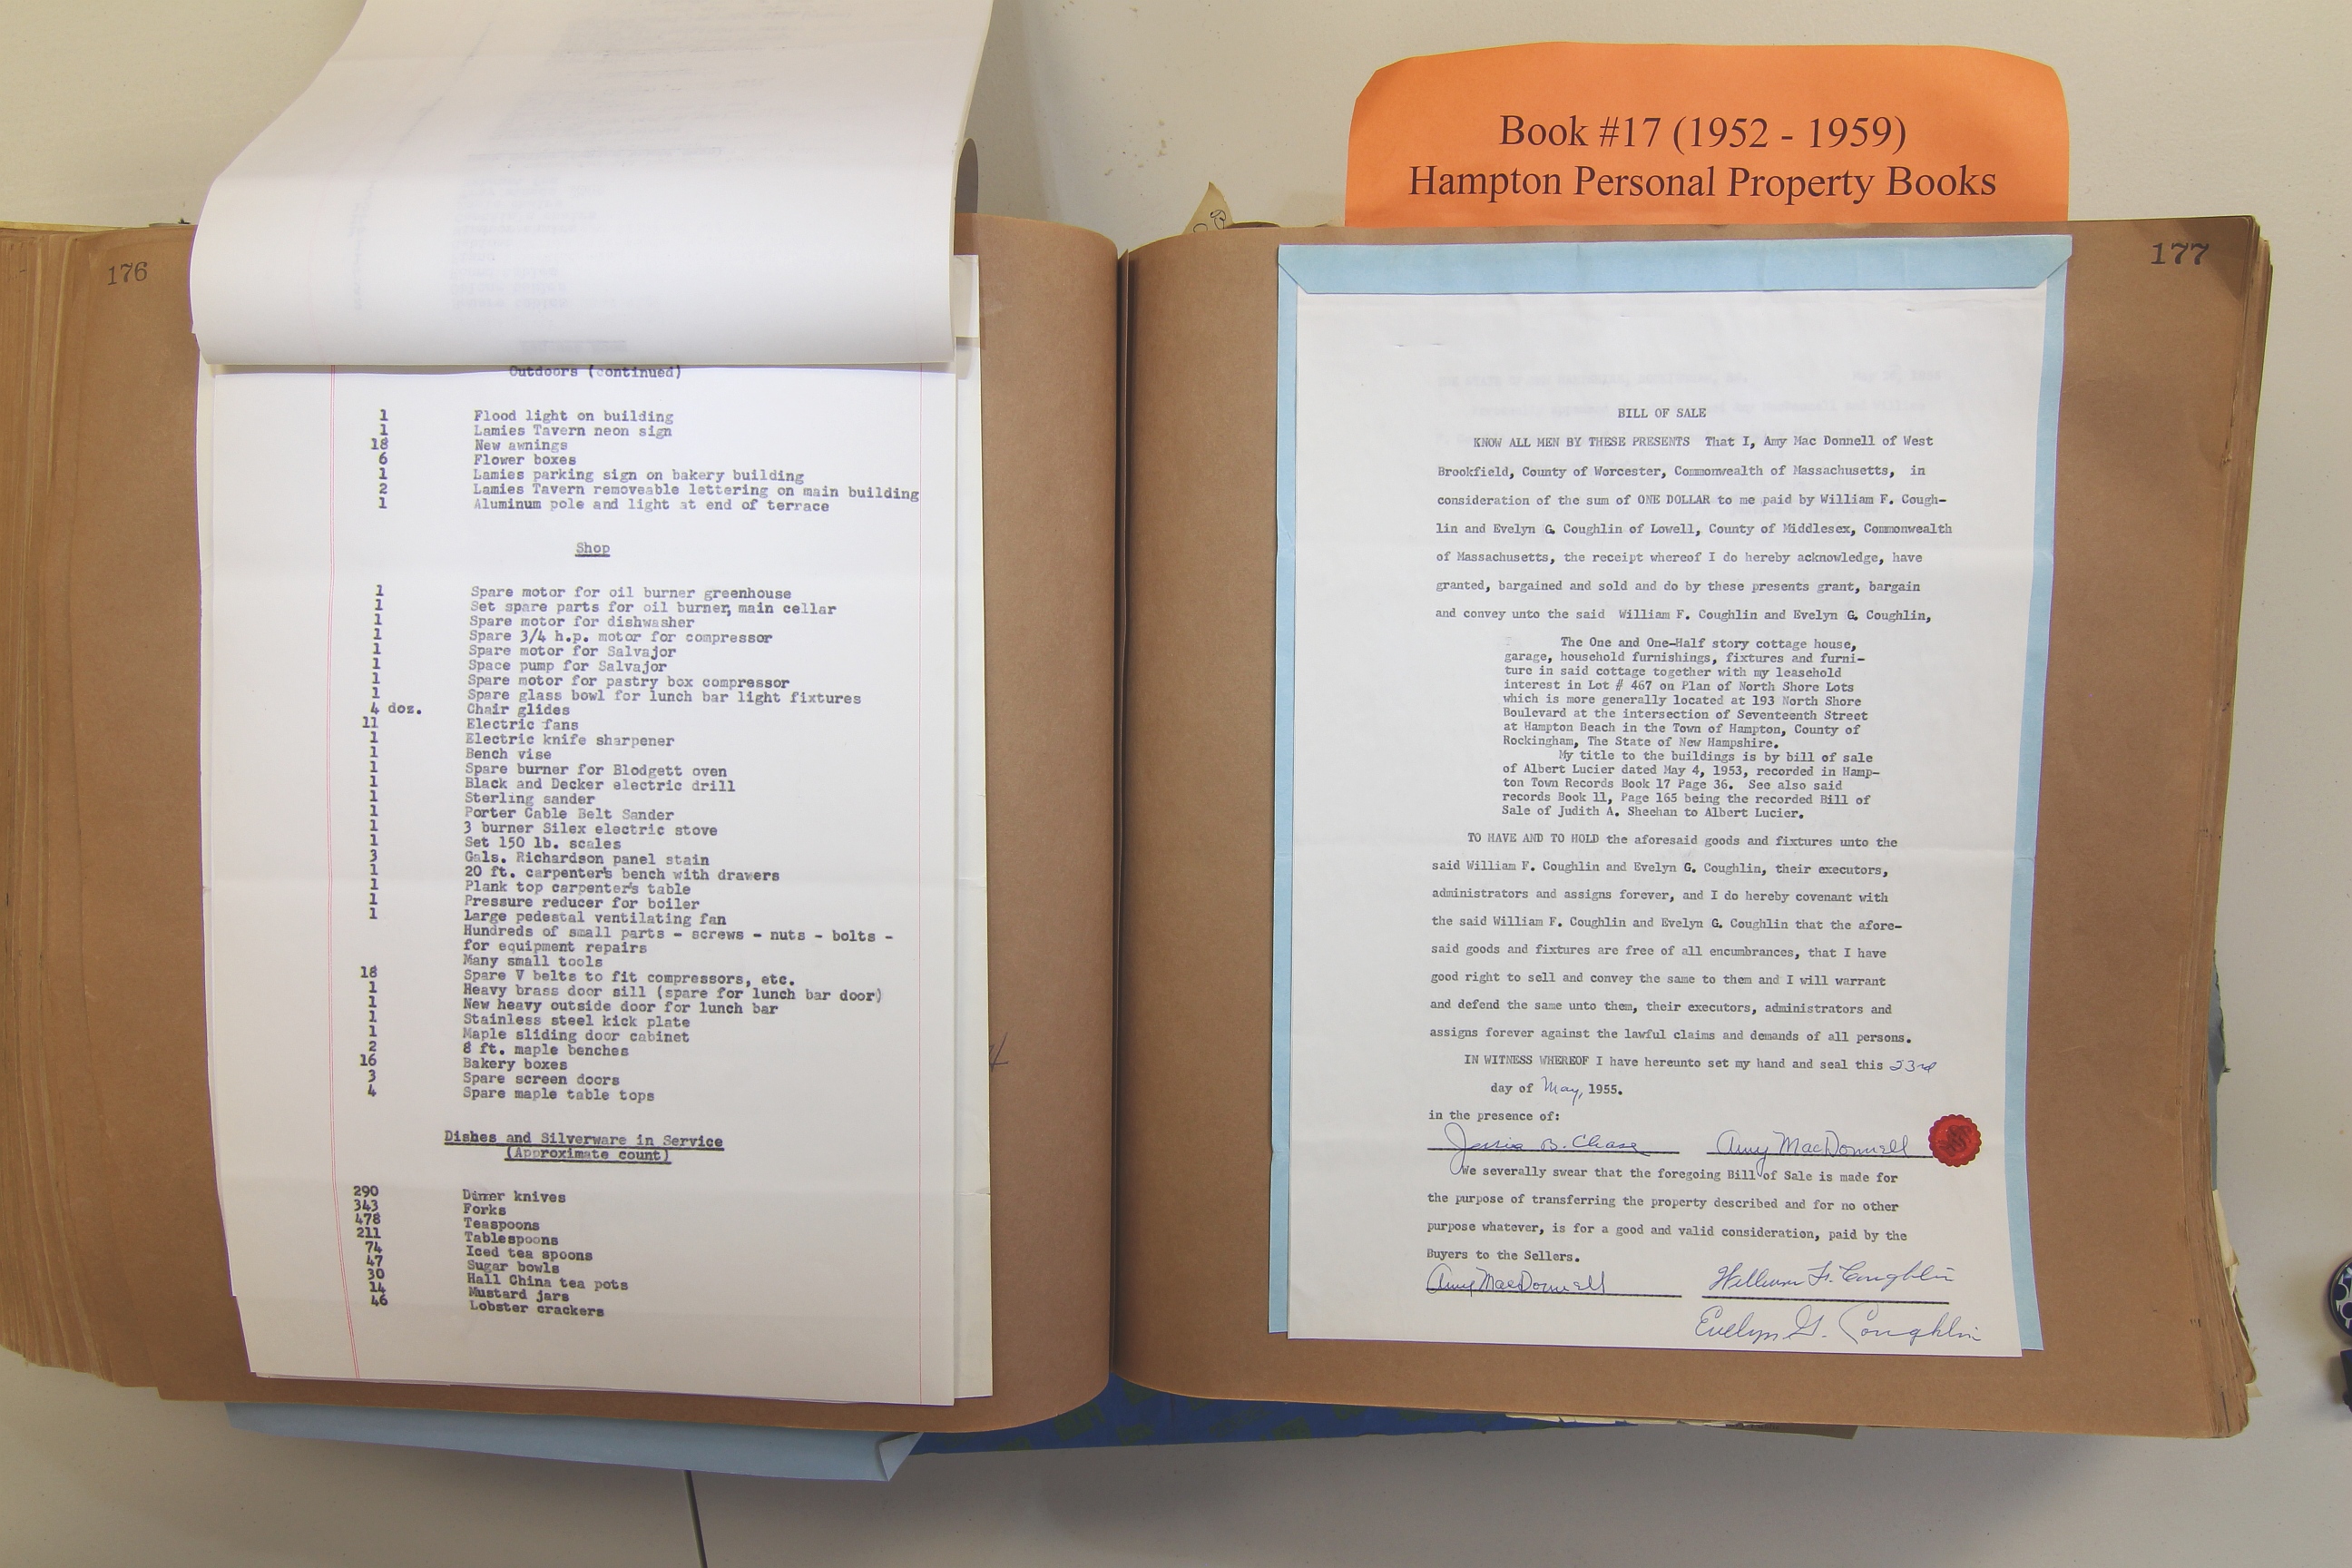 Book #17 (1952 - 1959)
Hampton Personal Property Books
176
Outdoors (continued)
1 Flood light on building
1 Lamies Tavern neon sign
18 New awnings
6 Flower boxes
1 Lamies parking sign on bakery building
2 Lamies Tavern removeable lettering on main building
1 Aluminum pole and light at end of terrace
Shop
1 Spare motor for oil burner greenhouse
1 Set spare parts for oil burner, main cellar
1 Spare motor for dishwasher
1 Spare 3/4 h.p. motor for compressor
1 Spare motor for Salvajor
1 Space pump for Salvajor
1 Spare motor for pastry box compressor
1 Spare glass bowl for lunch bar light fixtures
4 doz. Chair glides
11 Electric fans
1 Electric knife sharpener
1 Bench vise
1 Spare burner for Blodgett oven
1 Black and Decker electric drill
1 Sterling sander
1 Porter Cable Belt Sander
1 3 burner Silex electric stove
1 Set 150 lb. scales
3 Gals. Richardson panel stain
1 20 ft. carpenter's bench with drawers
1 Plank top carpenter's table
1 Pressure reducer for boiler
1 Large pedestal ventilating fan
Hundreds of small parts - screws - nuts - bolts -
for equipment repairs
Many small tools
18 Spare V belts to fit compressors, etc.
1 Heavy brass door sill (spare for lunch bar door)
1 New heavy outside door for lunch bar
1 Stainless steel kick plate
1 Maple sliding door cabinet
2 8 ft. maple benches
16 Bakery boxes
3 Spare screen doors
4 Spare maple table tops
Dishes and Silverware in Service
(Approximate count)
290 Dinner knives
343 Forks
478 Teaspoons
211 Tablespoons
74 Iced tea spoons
47 Sugar bowls
30 Hall China tea pots
14 Mustard jars
46 Lobster crackers
177
BILL OF SALE
KNOW ALL MEN BY THESE PRESENTS That I, Amy Mac Donnell of West
Brookfield, County of Worcester, Commonwealth of Massachusetts, in
consideration of the sum of ONE DOLLAR to me paid by William F. Cough-
lin and Evelyn G. Coughlin of Lowell, County of Middlesex, Commonwealth
of Massachusetts, the receipt whereof I do hereby acknowledge, have
granted, bargained and sold and do by these presents grant, bargain
and convey unto the said William F. Coughlin and Evelyn G. Coughlin,
The One and One-Half story cottage house,
garage, household furnishings, fixtures and furni-
ture in said cottage together with my leasehold
interest in Lot # 467 on Plan of North Shore Lots
which is more generally located at 193 North Shore
Boulevard at the intersection of Seventeenth Street
at Hampton Beach in the Town of Hampton, County of
Rockingham, The State of New Hampshire.
My title to the buildings is by bill of sale
of Albert Lucier dated May 4, 1953, recorded in Hamp-
ton Town Records Book 17 Page 36. See also said
records Book 11, Page 165 being the recorded Bill of
Sale of Judith A. Sheehan to Albert Lucier.
TO HAVE AND TO HOLD the aforesaid goods and fixtures unto the
said William F. Coughlin and Evelyn G. Coughlin, their executors,
administrators and assigns forever, and I do hereby covenant with
the said William F. Coughlin and Evelyn G. Coughlin that the afore-
said goods and fixtures are free of all encumbrances, that I have
good right to sell and convey the same to them and I will warrant
and defend the same unto them, their executors, administrators and
assigns forever against the lawful claims and demands of all persons.
IN WITNESS WHEREOF I have hereunto set my hand and seal this 23rd
day of May, 1955.
in the presence of:
B. Chase Amy MacDonnell
We severally swear that the foregoing Bill of Sale is made for
the purpose of transferring the property described and for no other
purpose whatever, is for a good and valid consideration, paid by the
Buyers to the Sellers.
Amy MacDonnell William F. Coughlin
Evelyn G. Coughlin